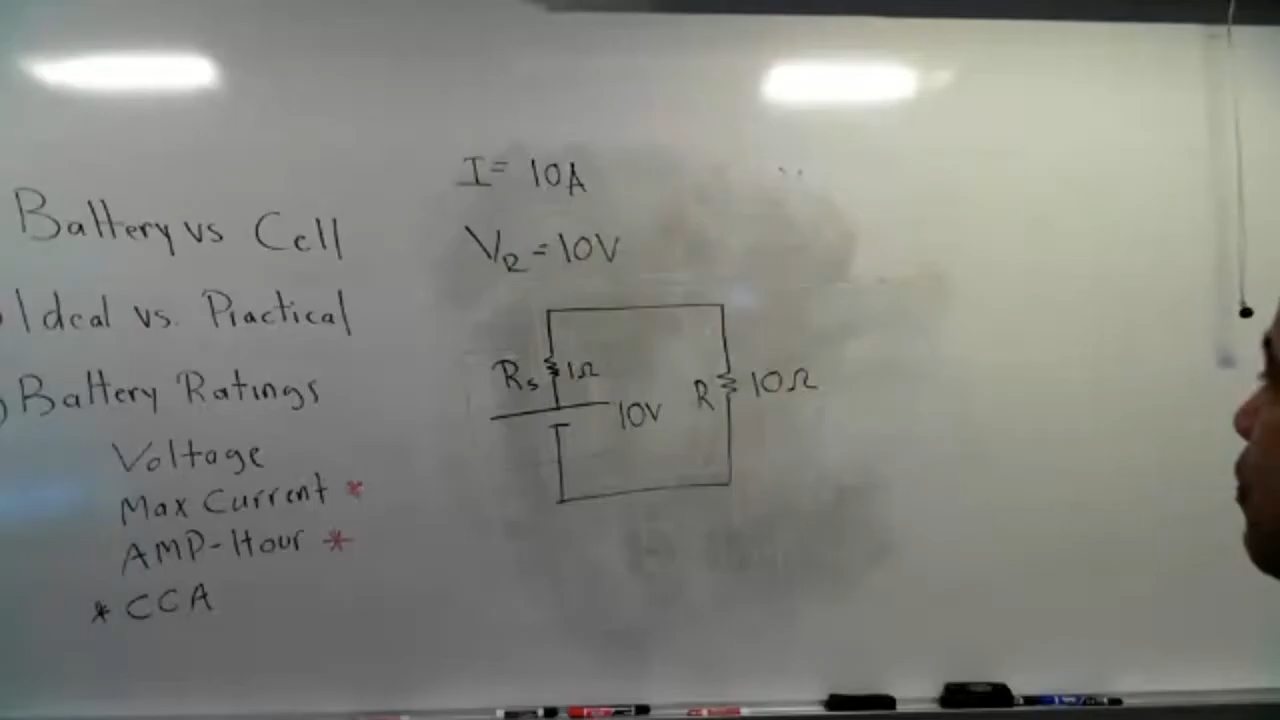 Battery vs Cell
Ideal vs. Practical
Battery Ratings
Voltage
Max Current *
AMP-Hour *
* CCA
I = 10A
VR = 10V
Rs 1Ω
10V
R 10Ω